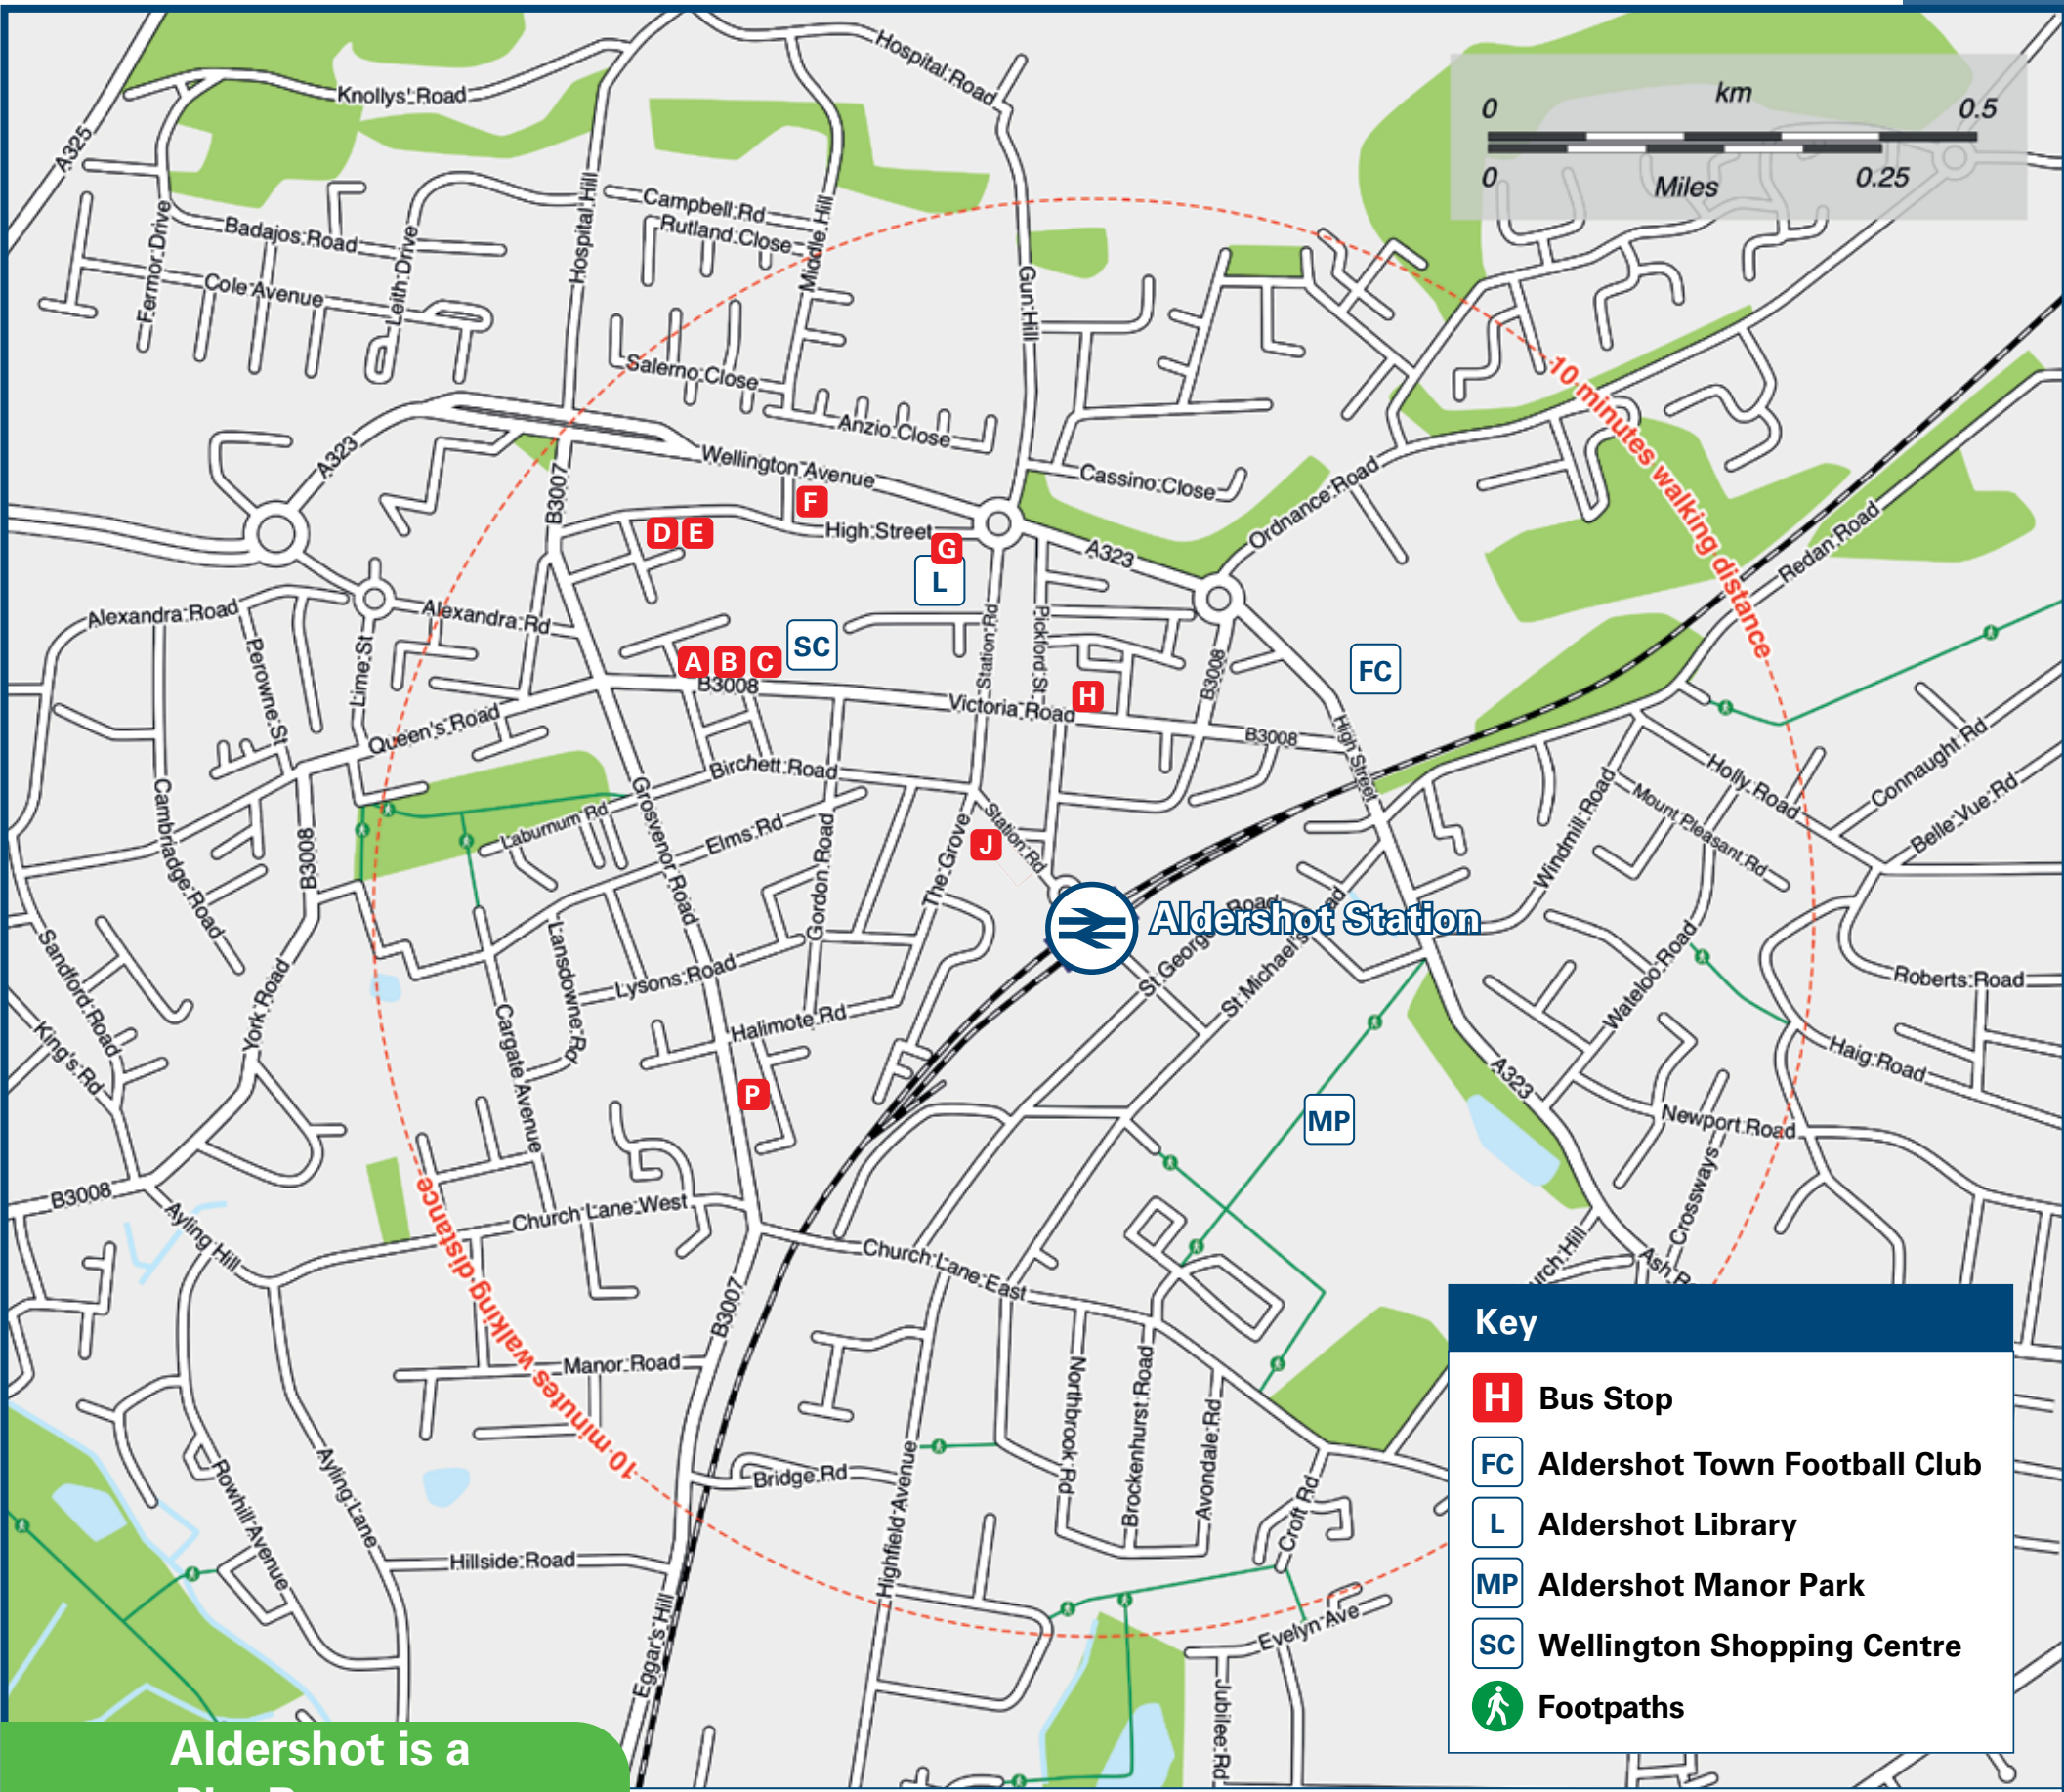 Hospital Road
km
0
0.5
0
Miles
0.25
Knollys' Road
A325
Campbell Rd
Rutland Close
Middle Hill
Hospital Hill
Fermor Drive
Badajos Road
Leith Drive
Cole Avenue
Gun Hill
Salerno Close
10 minutes walking distance
Anzio Close
A323
Wellington Avenue
Cassino Close
B3007
F
Ordnance Road
D
E
High Street
G
A323
L
Redan Road
Alexandra Road
Alexandra Rd
Station Rd
Pickford St
Perowne St
Lime St
SC
A
B
C
B3008
B3008
FC
H
Victoria Road
B3008
High Street
Queen's Road
Birchett Road
Connaught Rd
Holly Road
Mount Pleasant Rd
Belle Vue Rd
Windmill Road
Cambriadge Road
Laburnum Rd
Grosvenor Road
Elms Rd
Station Rd
J
B3008
Gordon Road
The Grove
Aldershot Station
St George's Road
St Michael's Road
Sandford Road
Lansdowne Rd
Lysons Road
Waterloo Road
Roberts Road
York Road
King's Rd
Cargate Avenue
Halimote Rd
Haig Road
A323
P
MP
Newport Road
Crossways
B3008
Ayling Hill
Church Lane West
Church Lane East
urch Hill
Ash R
B3007
10 minutes walking distance
Manor Road
Northbrook Rd
Brockenhurst Road
Avondale Rd
Bridge Rd
Croft Rd
Rowhill Avenue
Ayling Lane
Highfield Avenue
Hillside Road
Eggar's Hill
Evelyn Ave
Jubilee Rd
Key
H Bus Stop
FC Aldershot Town Football Club
L Aldershot Library
MP Aldershot Manor Park
SC Wellington Shopping Centre
Footpaths
Aldershot is a